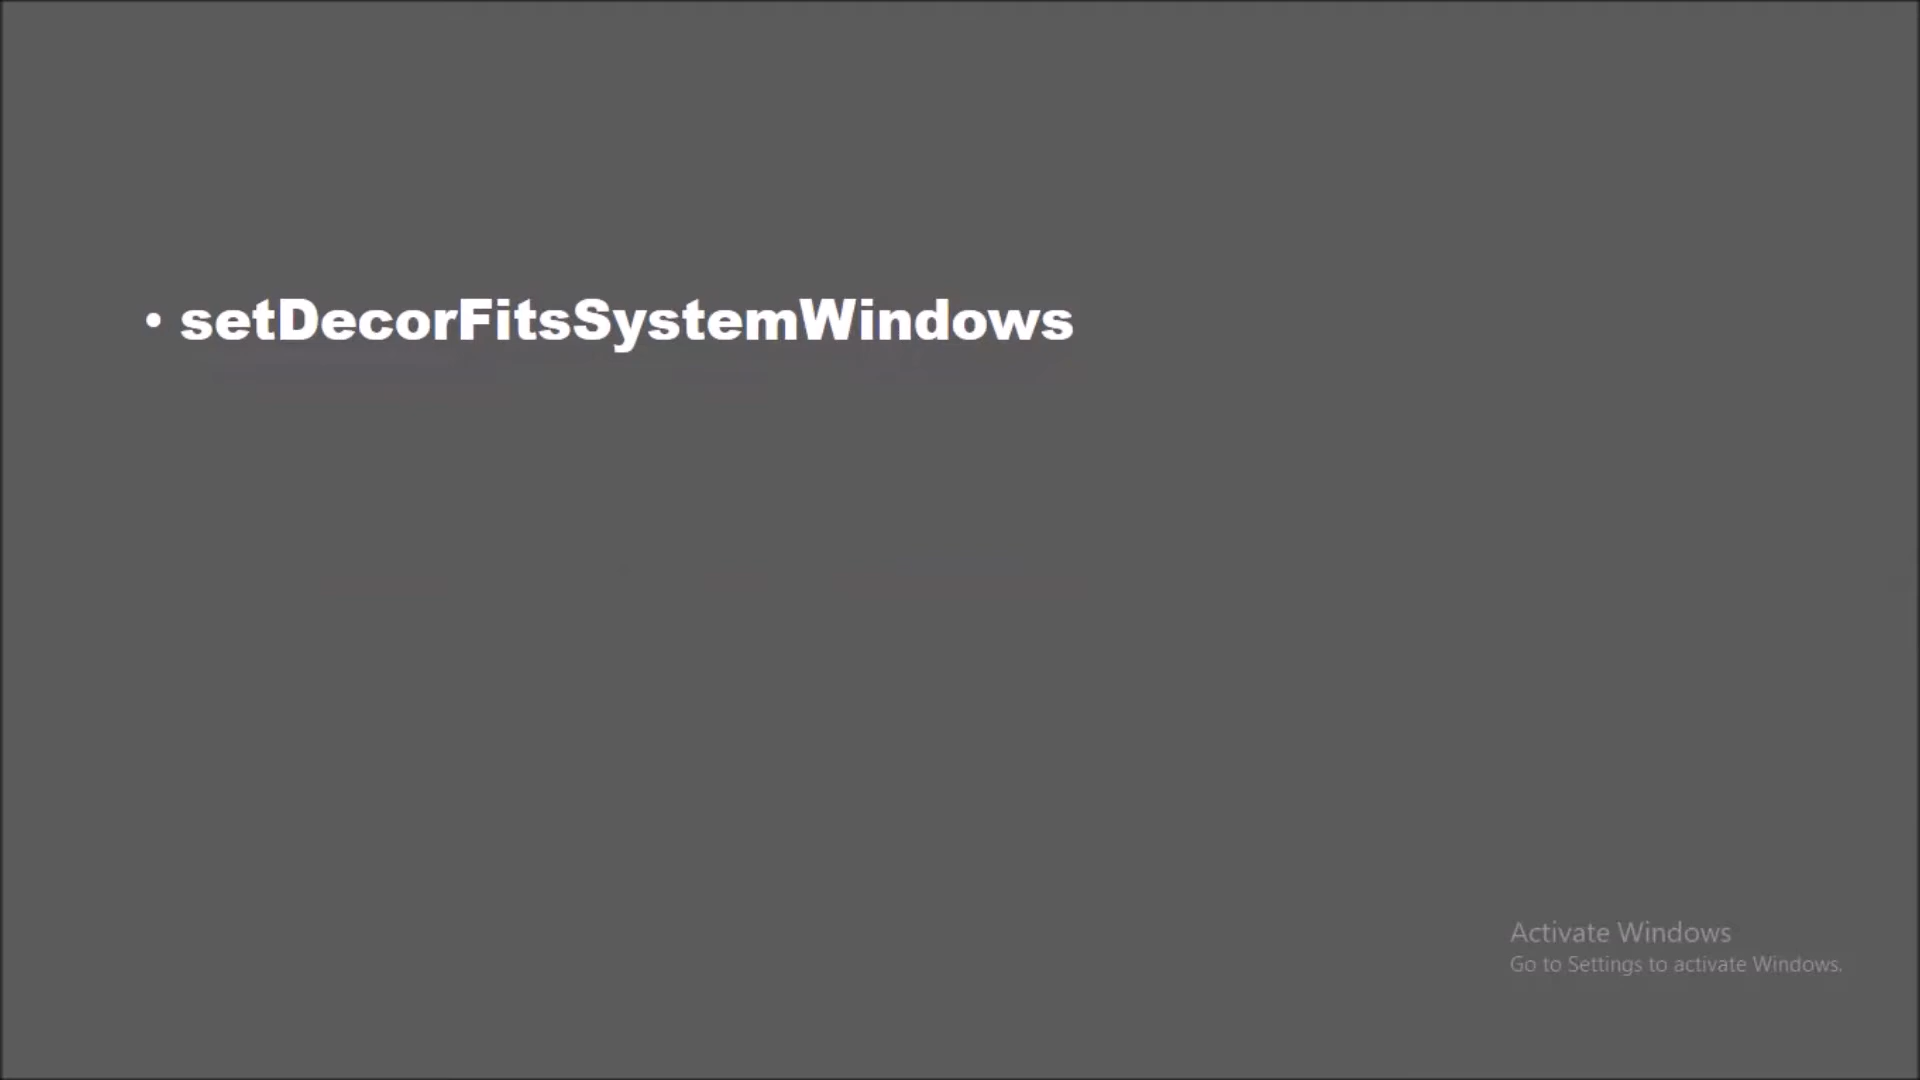 • setDecorFitsSystemWindows
Activate Windows
Go to Settings to activate Windows.